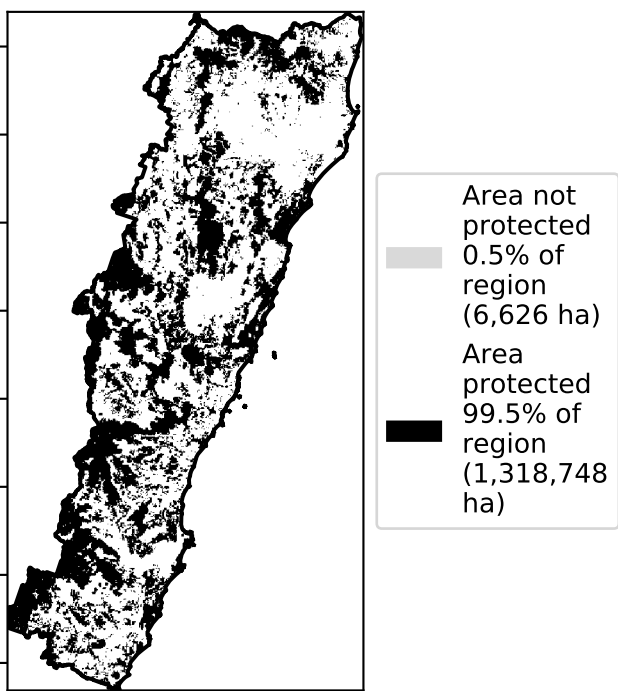 Area not
protected
0.5% of
region
(6,626 ha)
Area
protected
99.5% of
region
(1,318,748
ha)